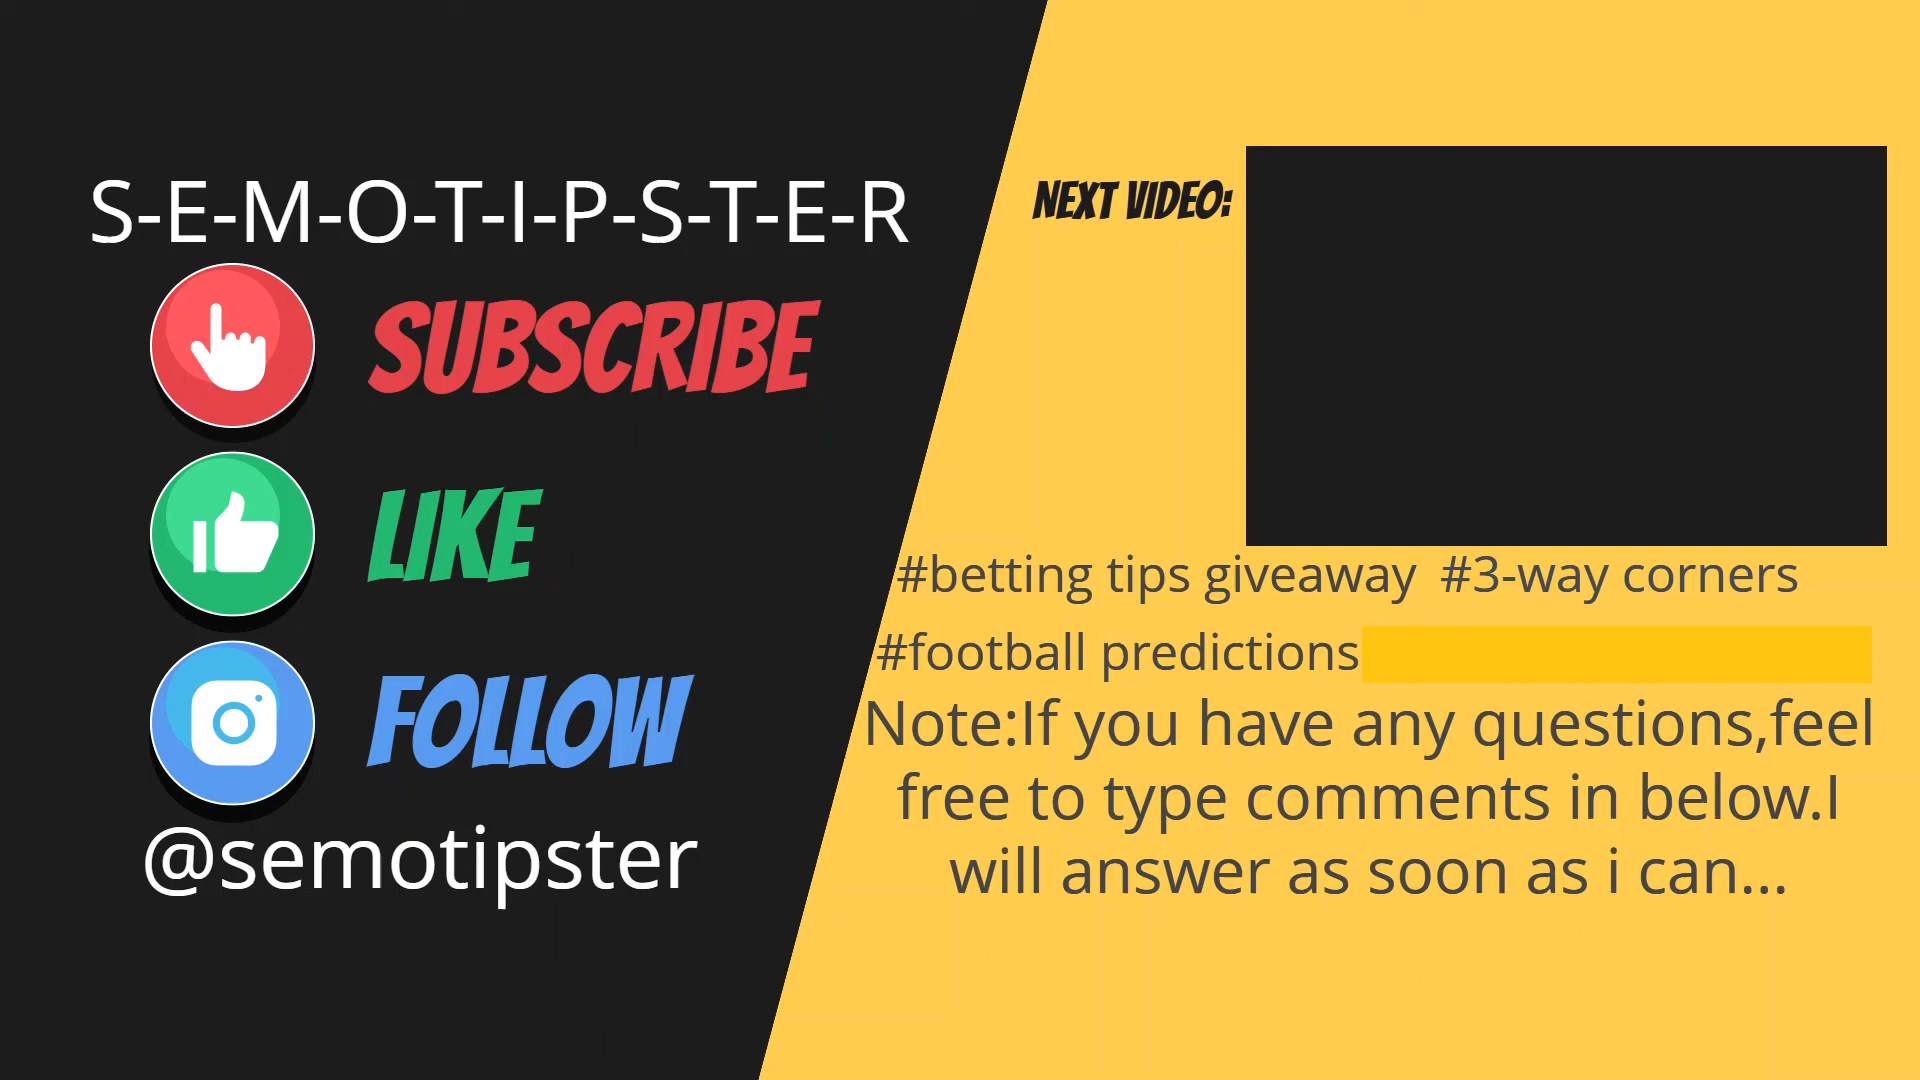 S-E-M-O-T-I-P-S-T-E-R
SUBSCRIBE
LIKE
FOLLOW
@semotipster
NEXT VIDEO:
#betting tips giveaway  #3-way corners
#football predictions
Note:If you have any questions,feel
free to type comments in below.I
will answer as soon as i can...